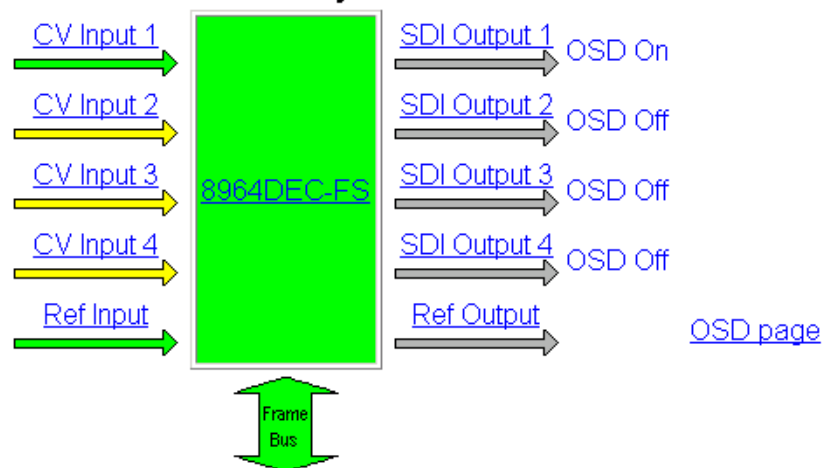 CV Input 1
SDI Output 1
OSD On
CV Input 2
SDI Output 2
OSD Off
CV Input 3
SDI Output 3
OSD Off
8964DEC-FS
CV Input 4
SDI Output 4
OSD Off
Ref Input
Ref Output
OSD page
Frame
Bus